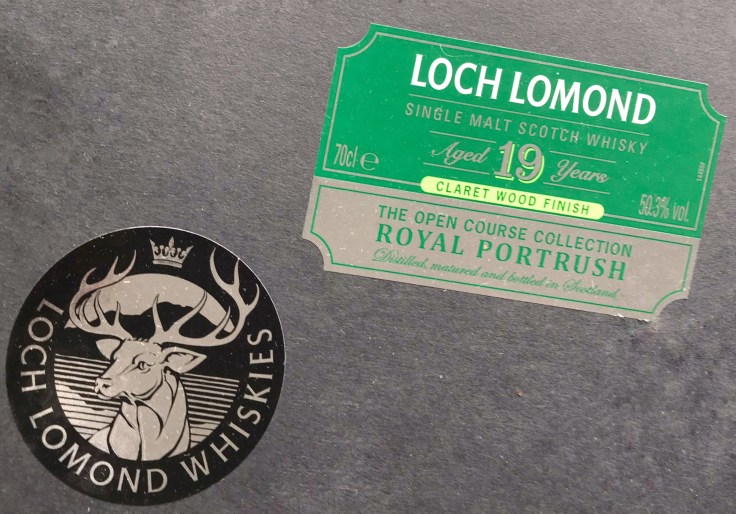 LOCH LOMOND
SINGLE MALT SCOTCH WHISKY
Aged 19 Years
70cl e
CLARET WOOD FINISH
50.3% vol.
THE OPEN COURSE COLLECTION
ROYAL PORTRUSH
Distilled, matured and bottled in Scotland
LOCH LOMOND WHISKIES